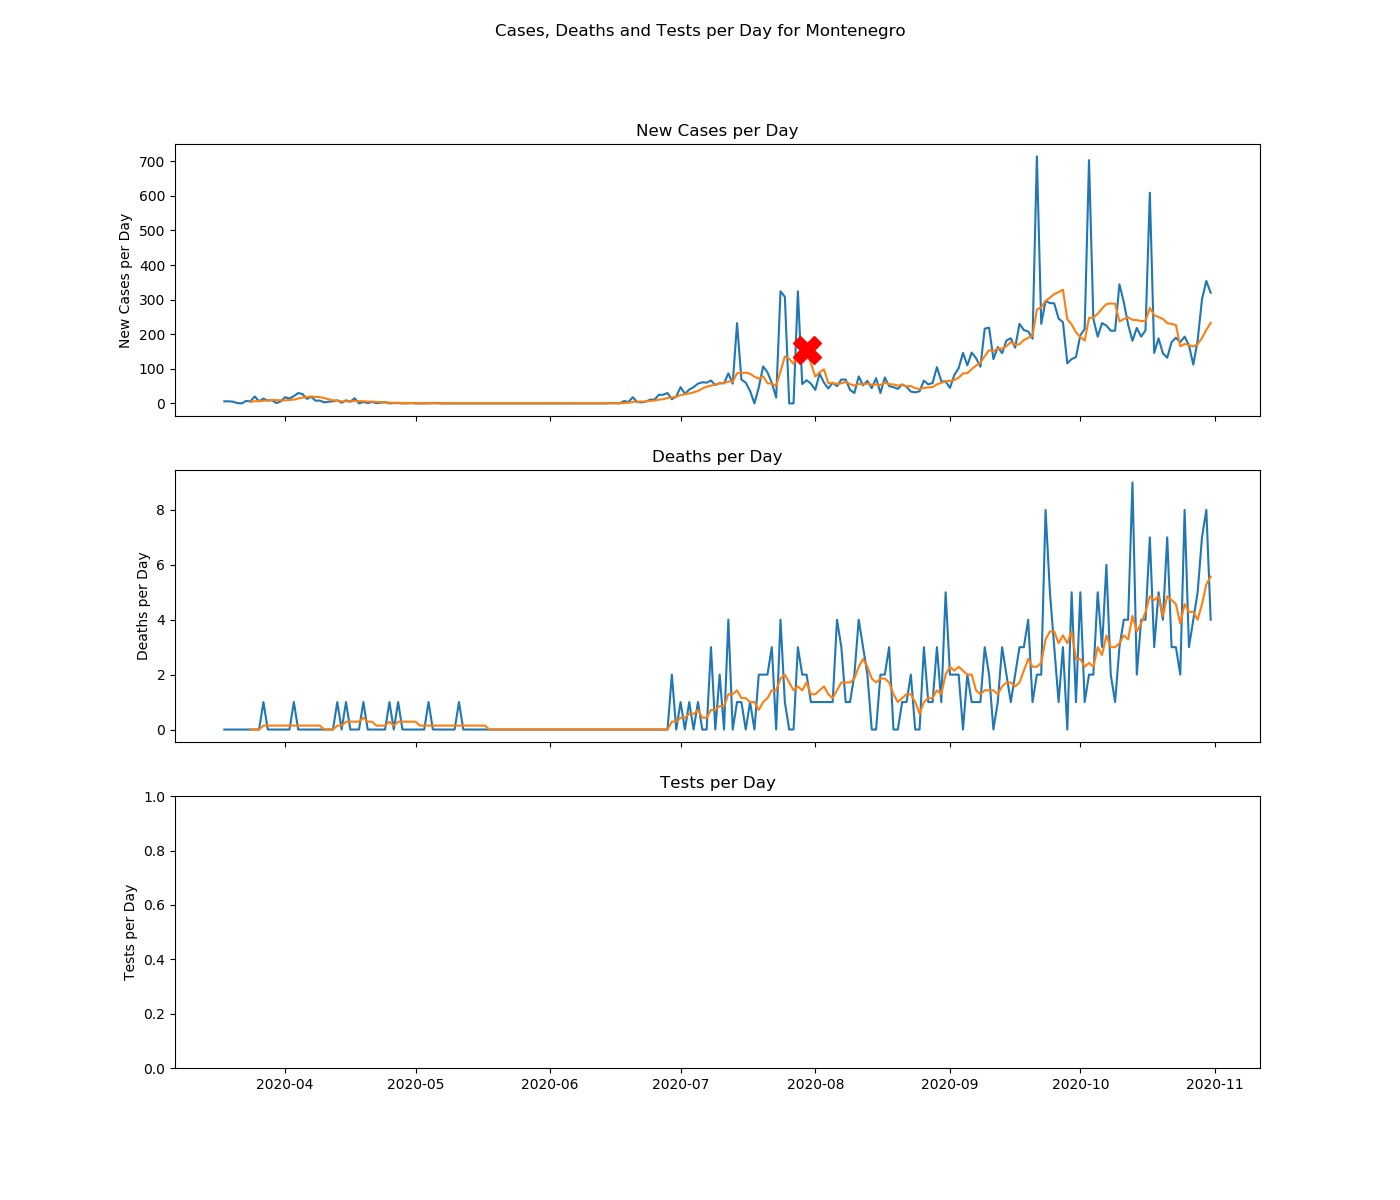 Cases, Deaths and Tests per Day for Montenegro
New Cases per Day
New Cases per Day
700
600
500
400
300
200
100
0
Deaths per Day
Deaths per Day
8
6
4
2
0
Tests per Day
Tests per Day
1.0
0.8
0.6
0.4
0.2
0.0
2020-04 2020-05 2020-06 2020-07 2020-08 2020-09 2020-10 2020-11